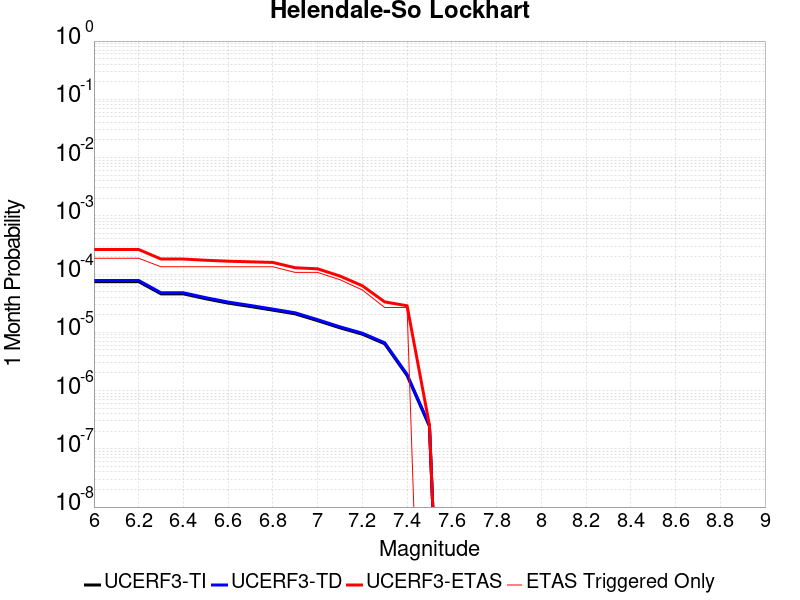 Helendale-So Lockhart
10^0
10^-1
10^-2
10^-3
10^-4
10^-5
10^-6
10^-7
10^-8
1 Month Probability
6 6.2 6.4 6.6 6.8 7 7.2 7.4 7.6 7.8 8 8.2 8.4 8.6 8.8 9
Magnitude
UCERF3-TI UCERF3-TD UCERF3-ETAS ETAS Triggered Only